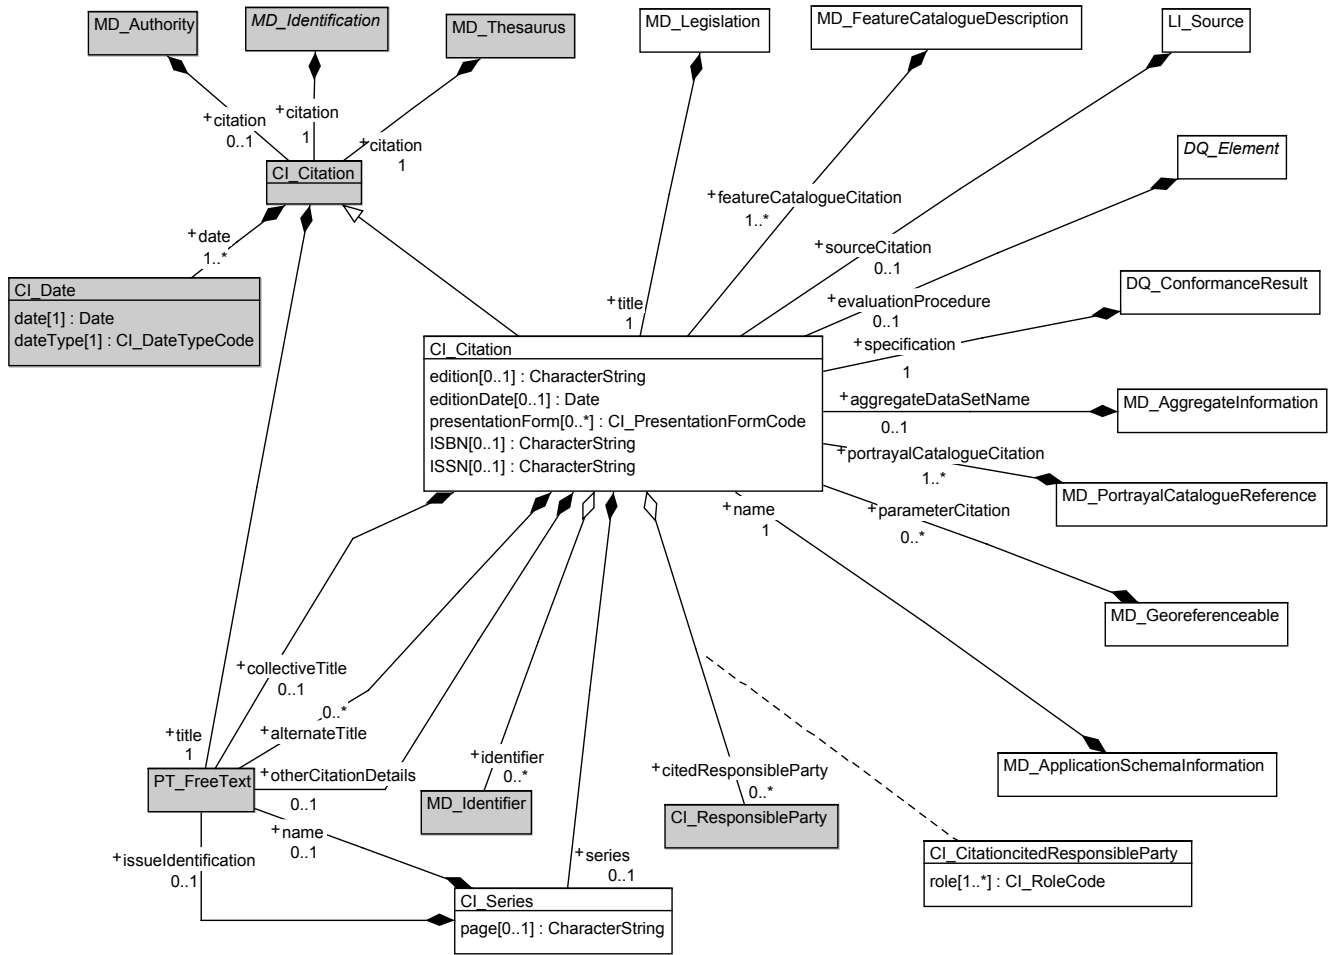 MD_Authority
MD_Identification
MD_Thesaurus
MD_Legislation
MD_FeatureCatalogueDescription
LI_Source
+citation
0..1
+citation
1
+citation
1
CI_Citation
DQ_Element
+featureCatalogueCitation
1..*
+date
1..*
+sourceCitation
0..1
CI_Date
date[1] : Date
dateType[1] : CI_DateTypeCode
+title
1
+evaluationProcedure
0..1
DQ_ConformanceResult
+specification
1
CI_Citation
edition[0..1] : CharacterString
editionDate[0..1] : Date
presentationForm[0..*] : CI_PresentationFormCode
ISBN[0..1] : CharacterString
ISSN[0..1] : CharacterString
+aggregateDataSetName
0..1
MD_AggregateInformation
+portrayalCatalogueCitation
1..*
MD_PortrayalCatalogueReference
+name
1
+parameterCitation
0..*
MD_Georeferenceable
+collectiveTitle
0..1
0..*
+alternateTitle
+title
1
+identifier
0..*
+citedResponsibleParty
0..*
MD_ApplicationSchemaInformation
PT_FreeText
+otherCitationDetails
0..1
MD_Identifier
CI_ResponsibleParty
+name
0..1
+issueIdentification
0..1
+series
0..1
CI_CitationcitedResponsibleParty
role[1..*] : CI_RoleCode
CI_Series
page[0..1] : CharacterString